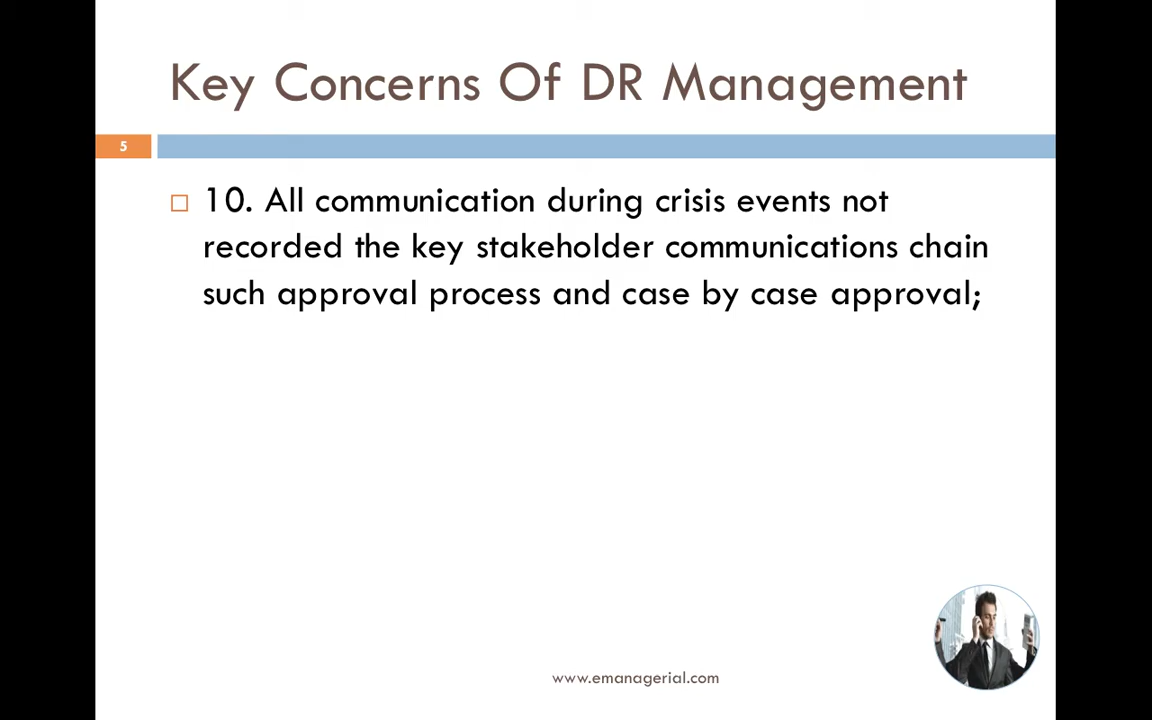 Key Concerns Of DR Management
5
10. All communication during crisis events not
recorded the key stakeholder communications chain
such approval process and case by case approval;
www.emanagerial.com